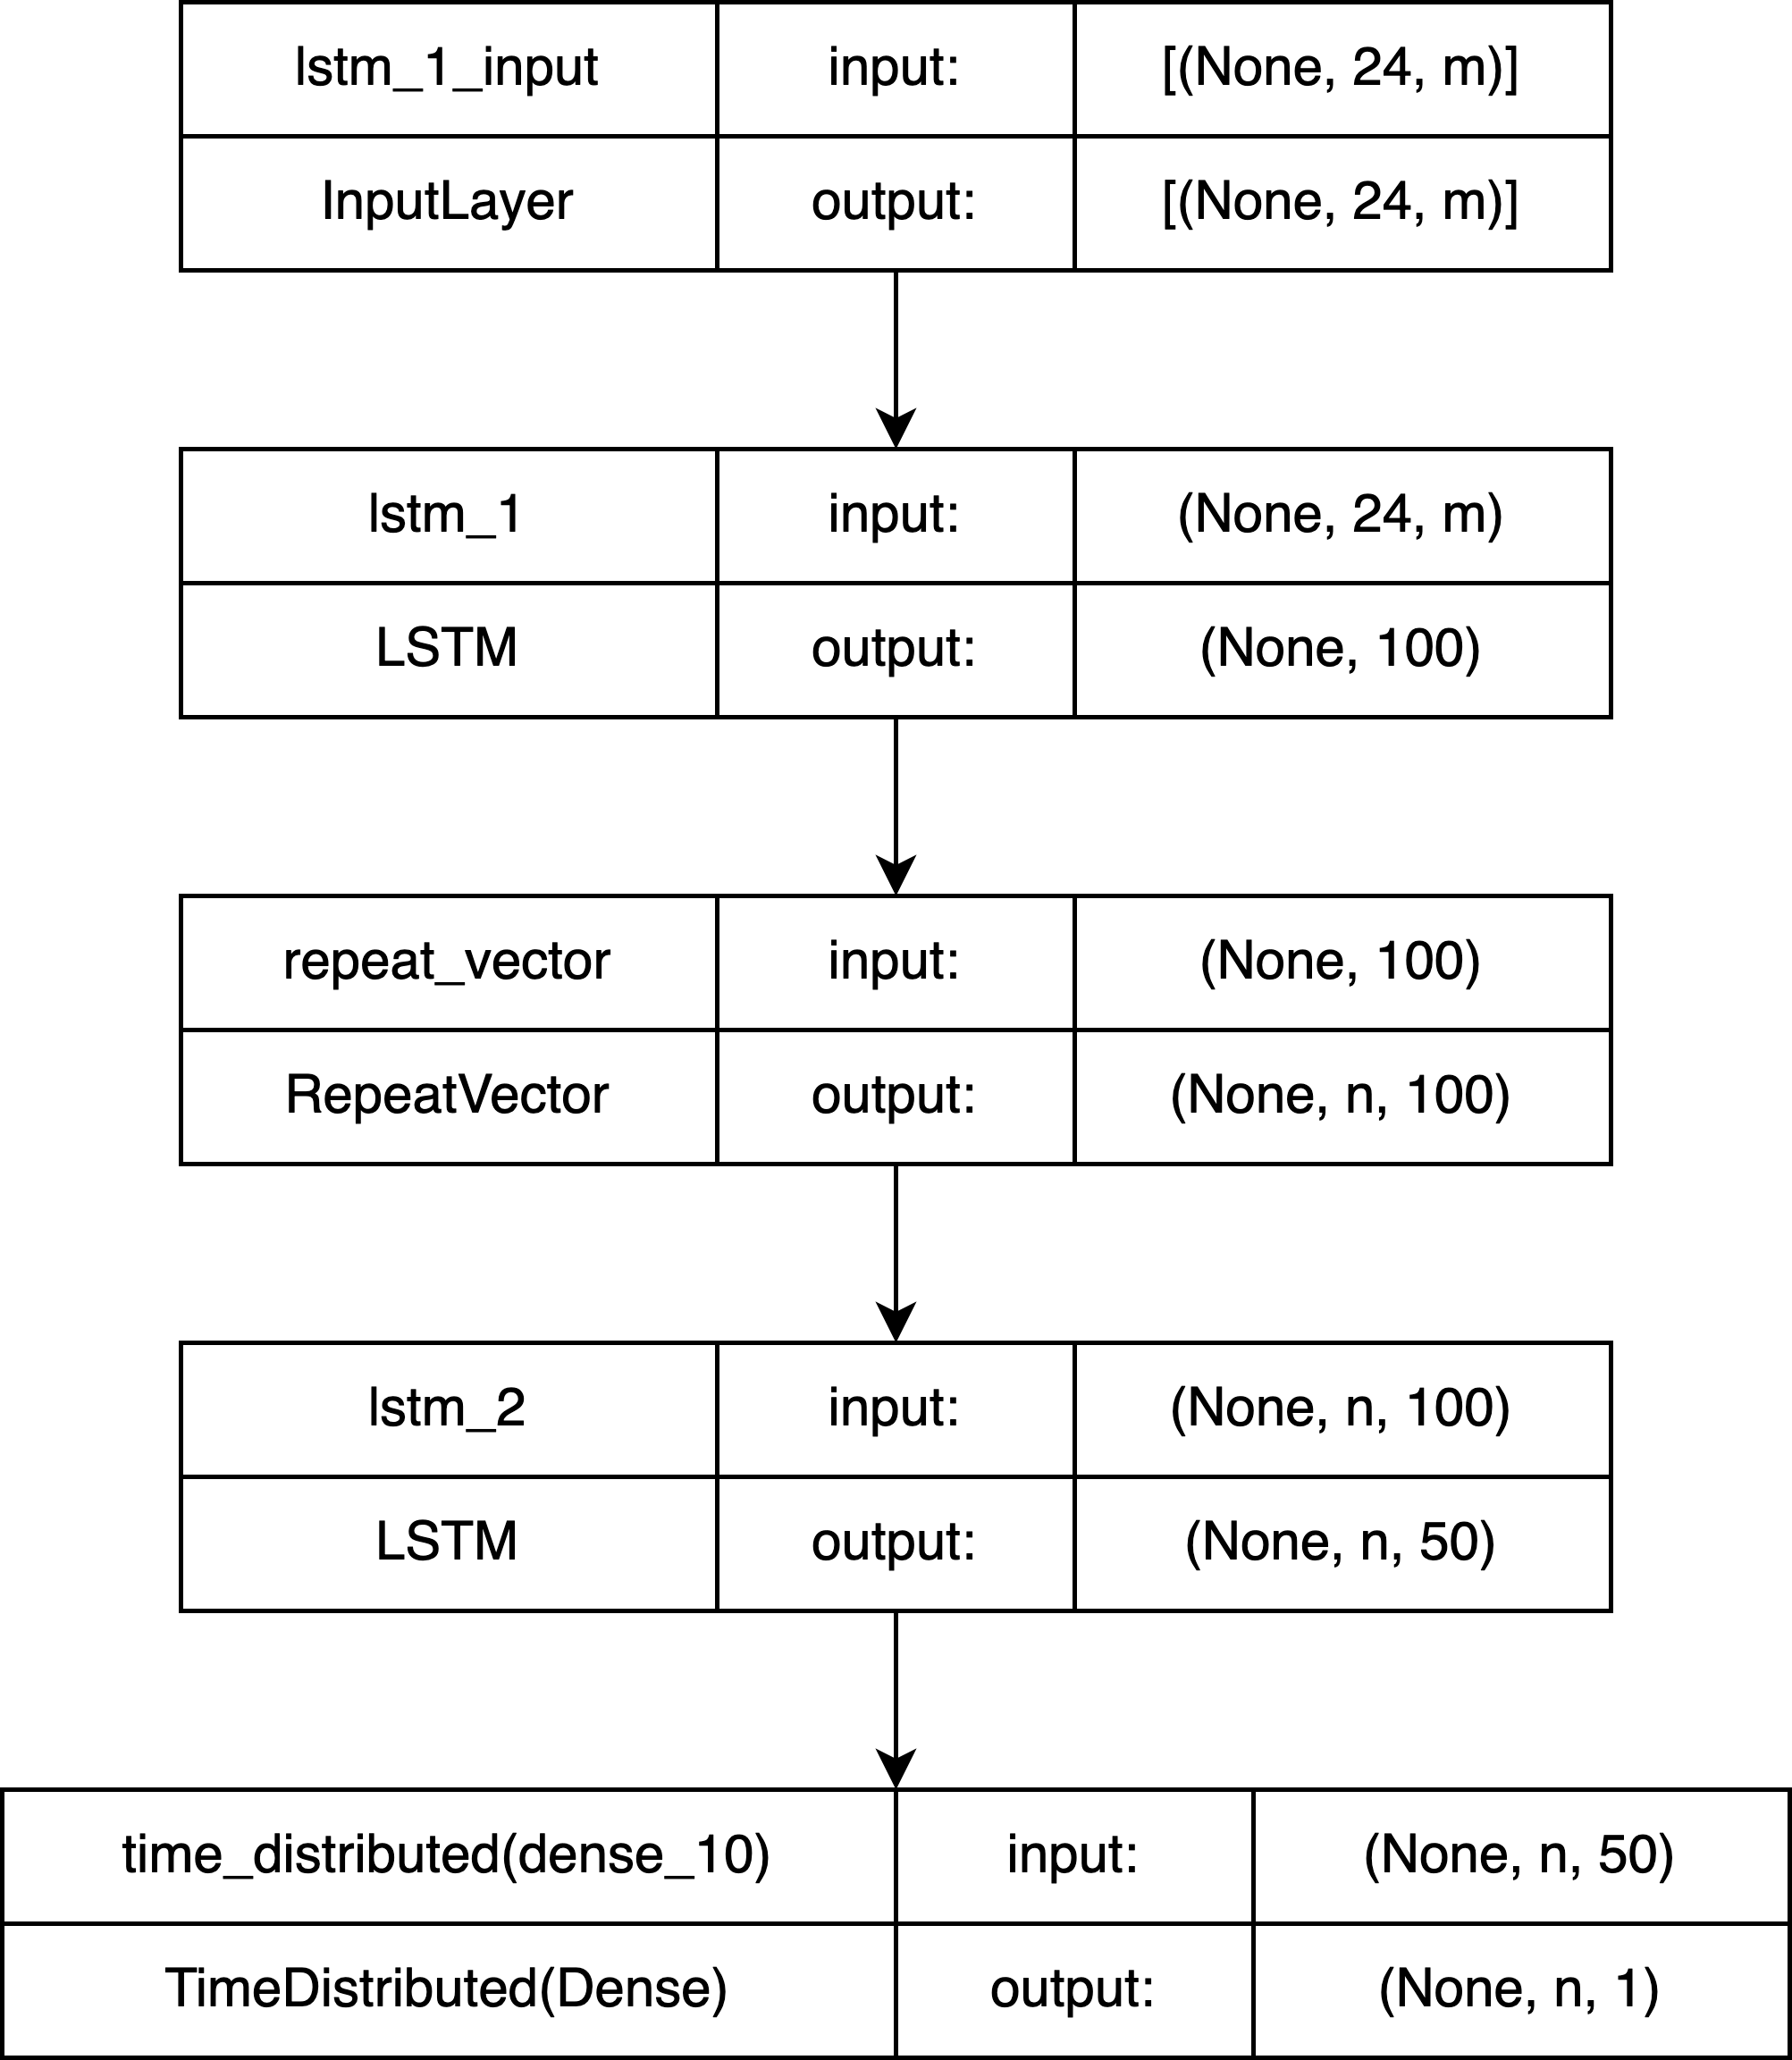 lstm_1_input input: [(None, 24, m)]
InputLayer output: [(None, 24, m)]
lstm_1 input: (None, 24, m)
LSTM output: (None, 100)
repeat_vector input: (None, 100)
RepeatVector output: (None, n, 100)
lstm_2 input: (None, n, 100)
LSTM output: (None, n, 50)
time_distributed(dense_10) input: (None, n, 50)
TimeDistributed(Dense) output: (None, n, 1)